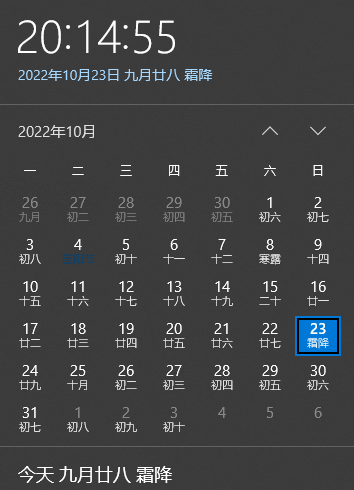 20:14:55
2022年10月23日 九月廿八 霜降
2022年10月
一 二 三 四 五 六 日
26 27 28 29 30 1 2
九月 初二 初三 初四 初五 初六 初七
3 4 5 6 7 8 9
初八 初十 十一 十二 寒露 十四
10 11 12 13 14 15 16
十五 十六 十七 十八 十九 二十 廿一
17 18 19 20 21 22 23
廿二 廿三 廿四 廿五 廿六 廿七 霜降
24 25 26 27 28 29 30
廿九 十月 初二 初三 初四 初五 初六
31 1 2 3 4 5 6
初七 初八 初九 初十
今天 九月廿八 霜降